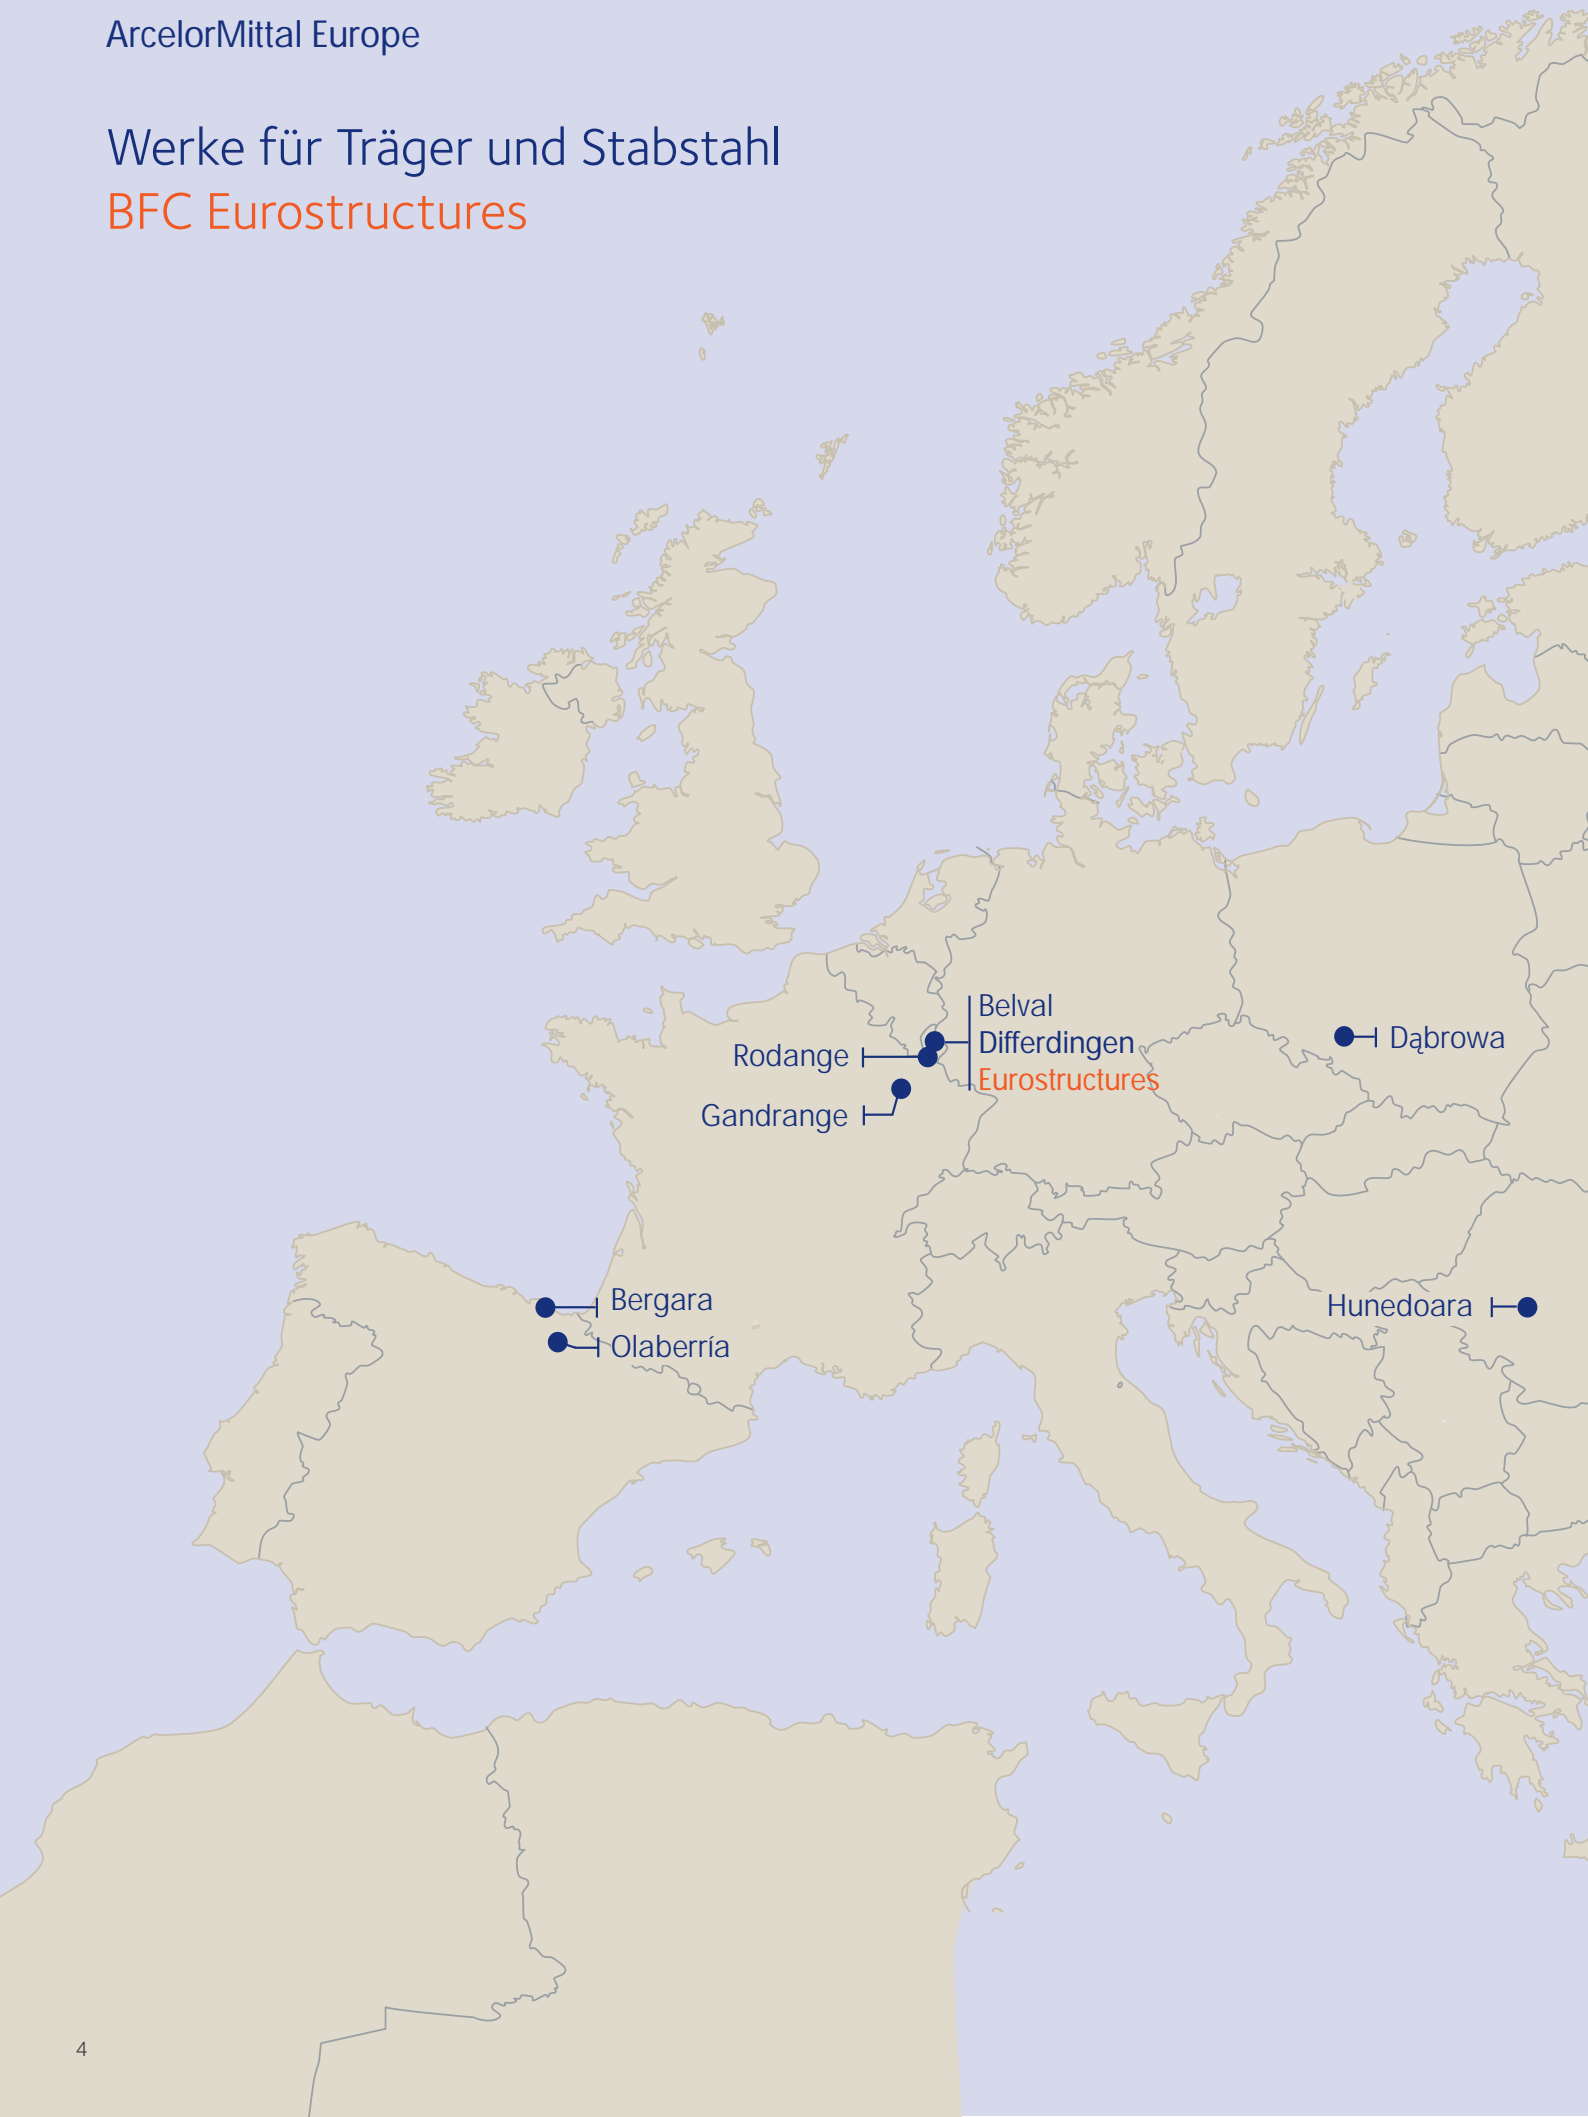 ArcelorMittal Europe
Werke für Träger und Stabstahl
BFC Eurostructures
Belval
Differdingen
Eurostructures
Rodange
Gandrange
Dąbrowa
Bergara
Olaberría
Hunedoara
4